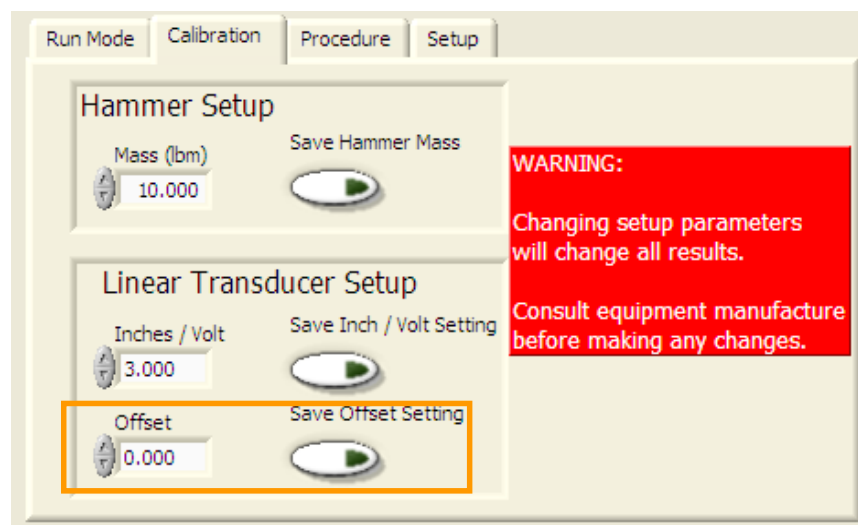 Run Mode
Calibration
Procedure
Setup
Hammer Setup
Mass (lbm)
Save Hammer Mass
10.000
WARNING:
Changing setup parameters
will change all results.
Consult equipment manufacture
before making any changes.
Linear Transducer Setup
Inches / Volt
Save Inch / Volt Setting
3.000
Offset
Save Offset Setting
0.000